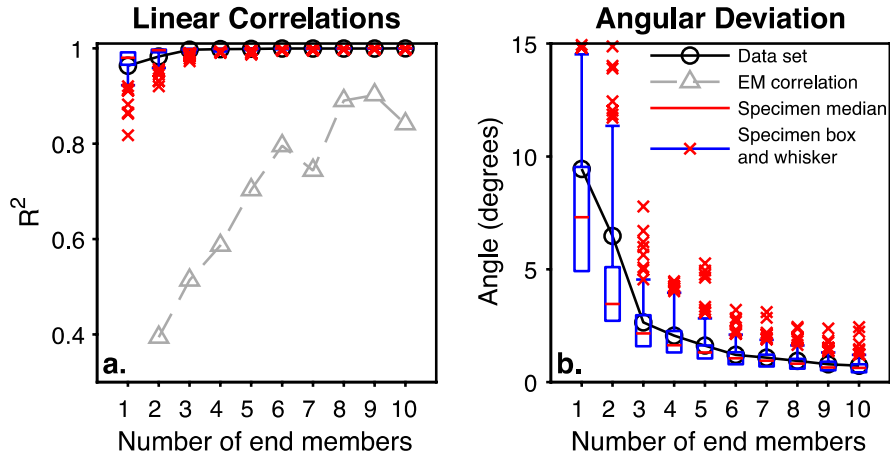 Linear Correlations
1
0.8
0.6
0.4
R²
a.
1 2 3 4 5 6 7 8 9 10
Number of end members
Angular Deviation
15
10
5
0
Angle (degrees)
Data set
EM correlation
Specimen median
Specimen box
and whisker
b.
1 2 3 4 5 6 7 8 9 10
Number of end members